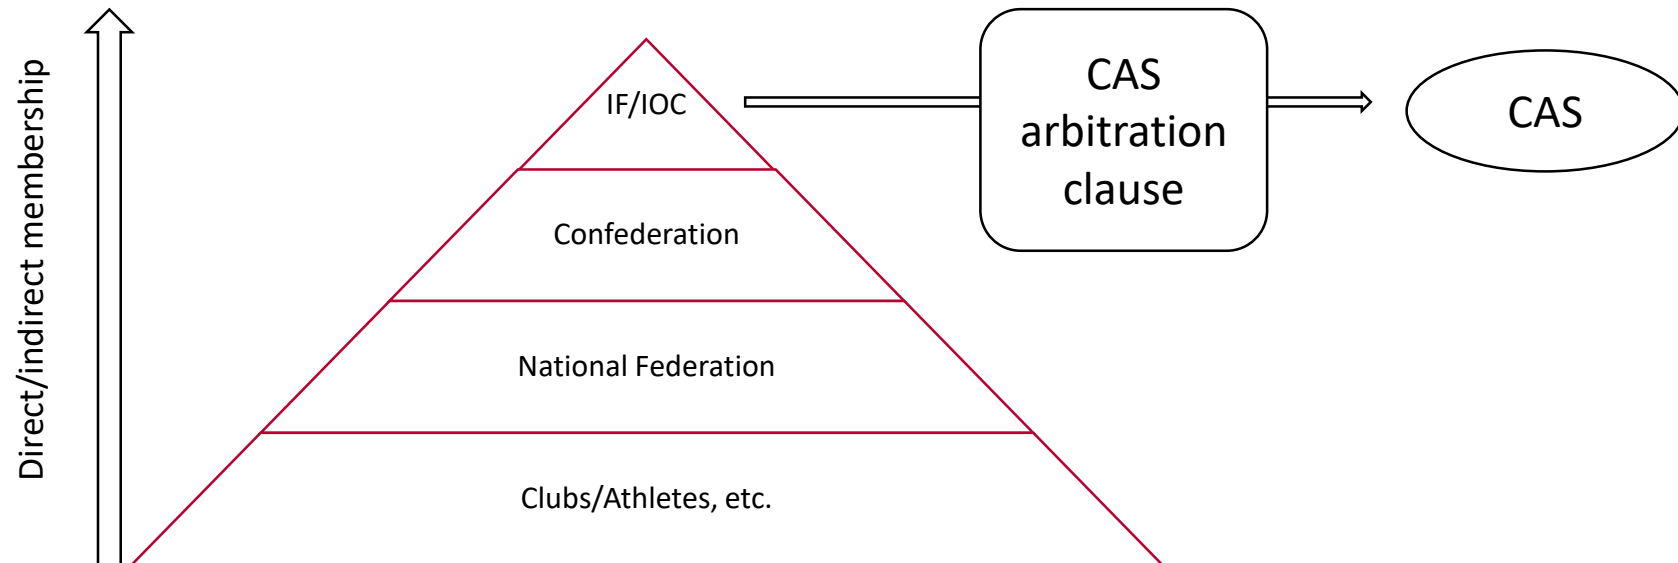 Direct/indirect membership
IF/IOC
Confederation
National Federation
Clubs/Athletes, etc.
CAS
arbitration
clause
CAS